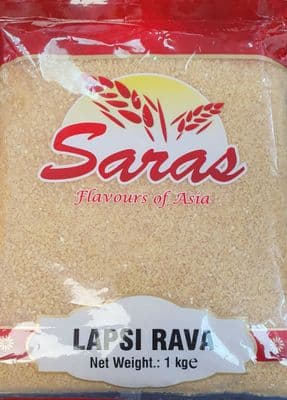 Saras
Flavours of Asia
LAPSI RAVA
Net Weight.: 1 kg℮